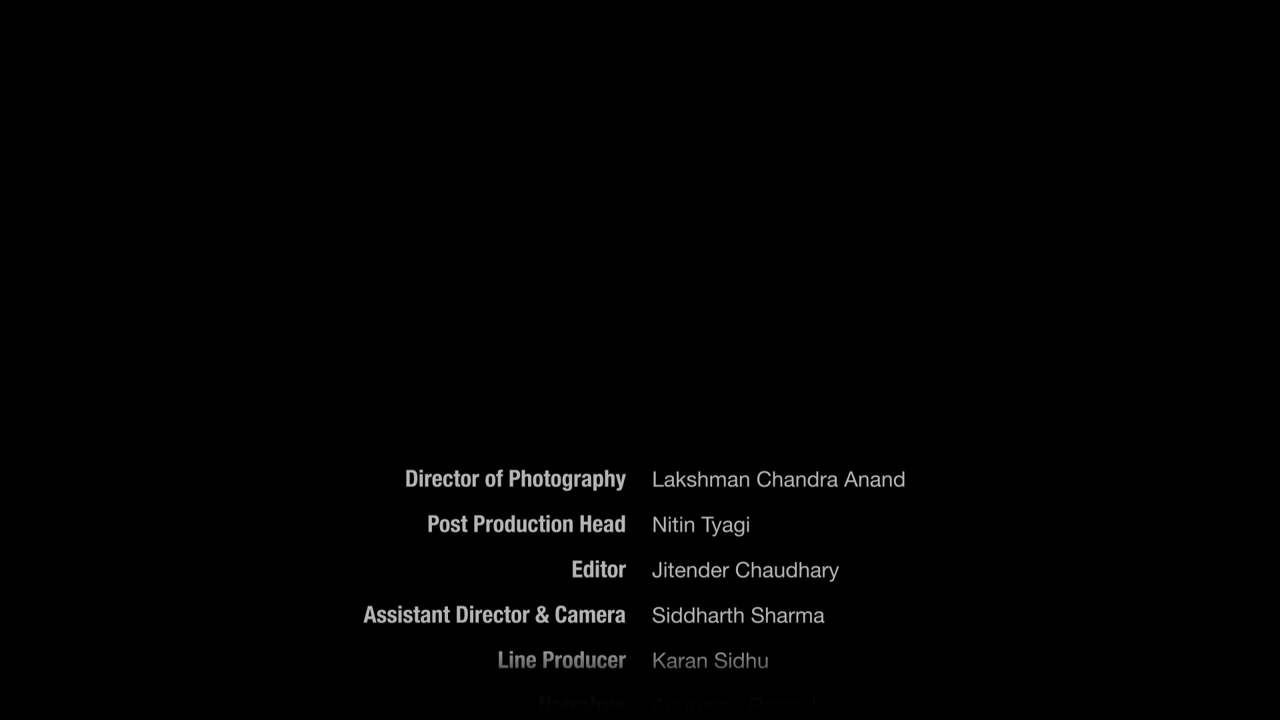 Director of Photography Lakshman Chandra Anand
Post Production Head Nitin Tyagi
Editor Jitender Chaudhary
Assistant Director & Camera Siddharth Sharma
Line Producer Karan Sidhu